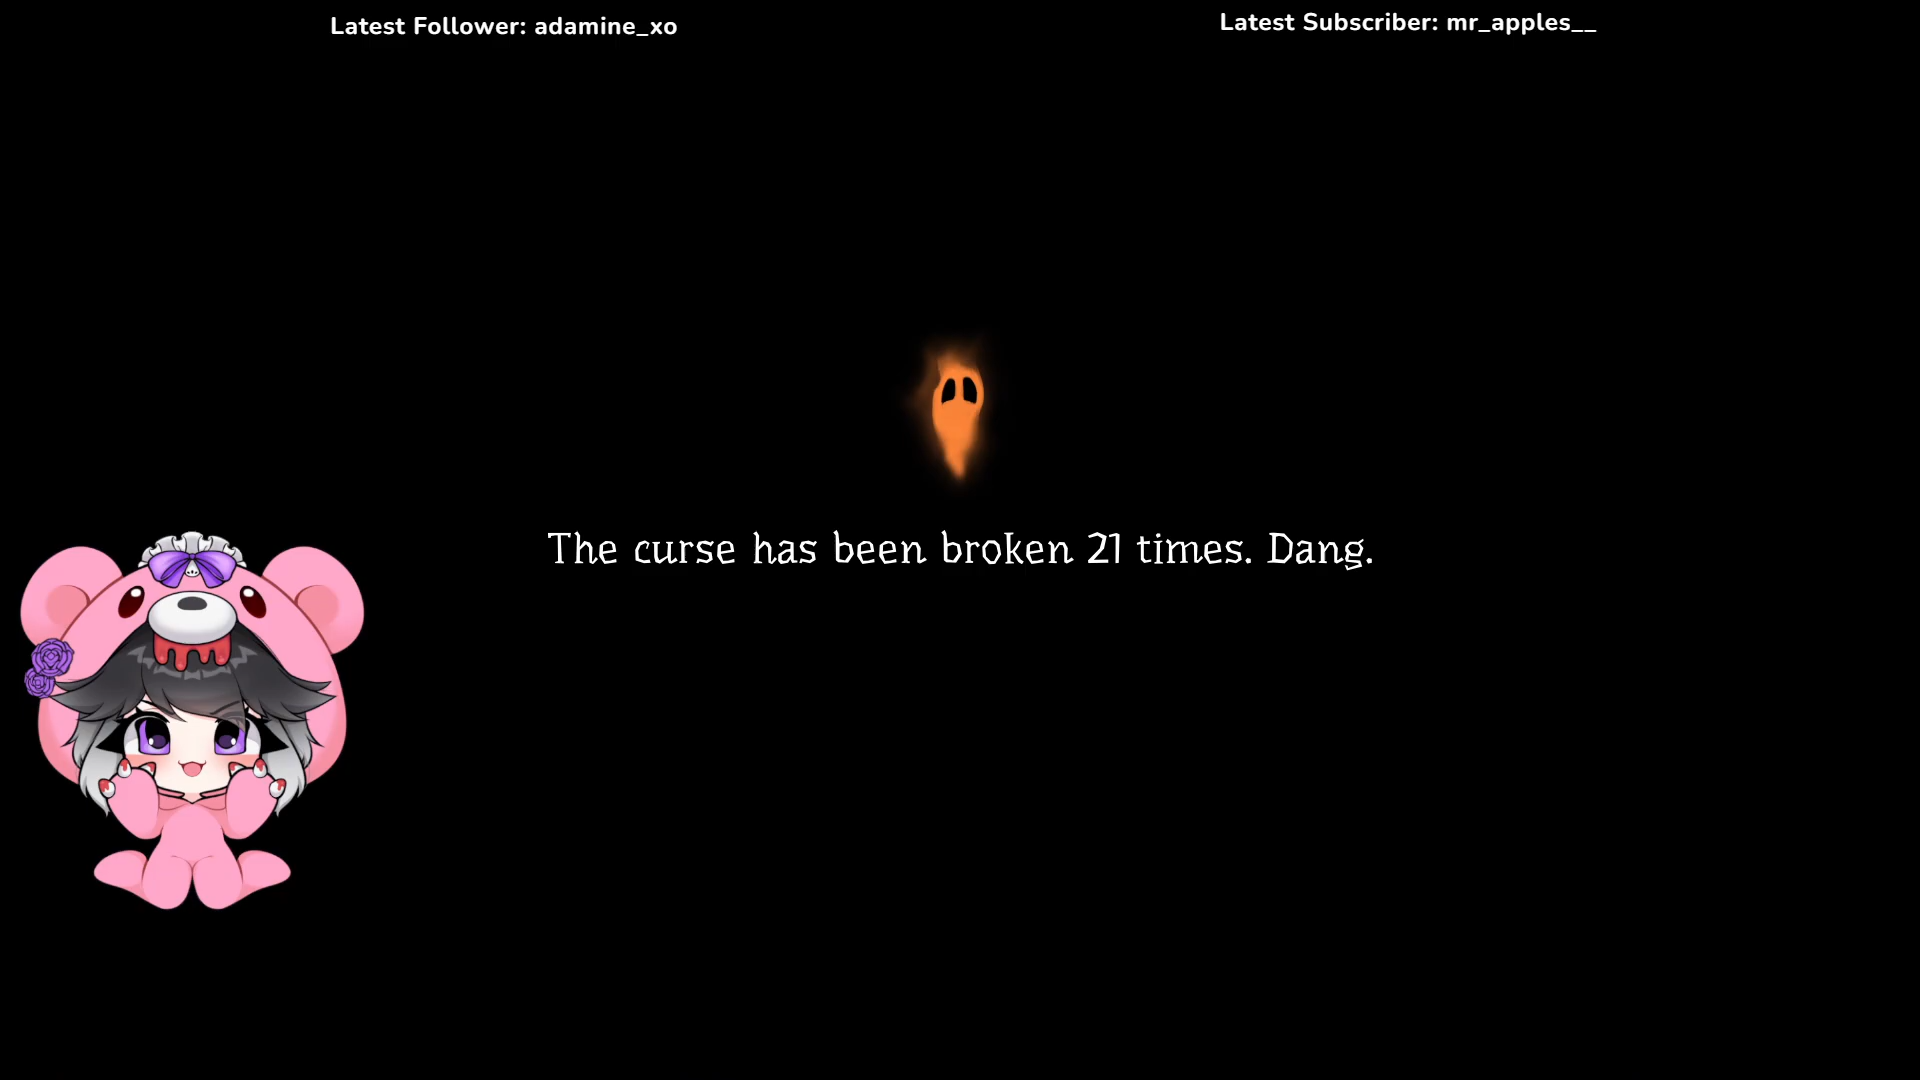 Latest Follower: adamine_xo
Latest Subscriber: mr_apples__
The curse has been broken 21 times. Dang.